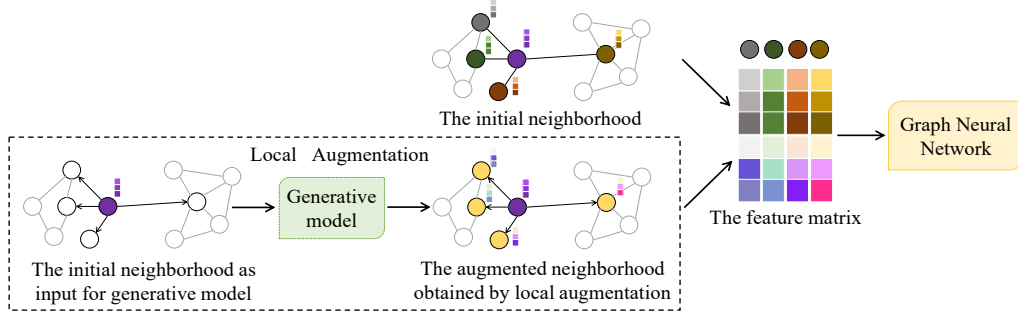 The initial neighborhood
Local Augmentation
Generative
model
The initial neighborhood as
input for generative model
The augmented neighborhood
obtained by local augmentation
The feature matrix
Graph Neural
Network